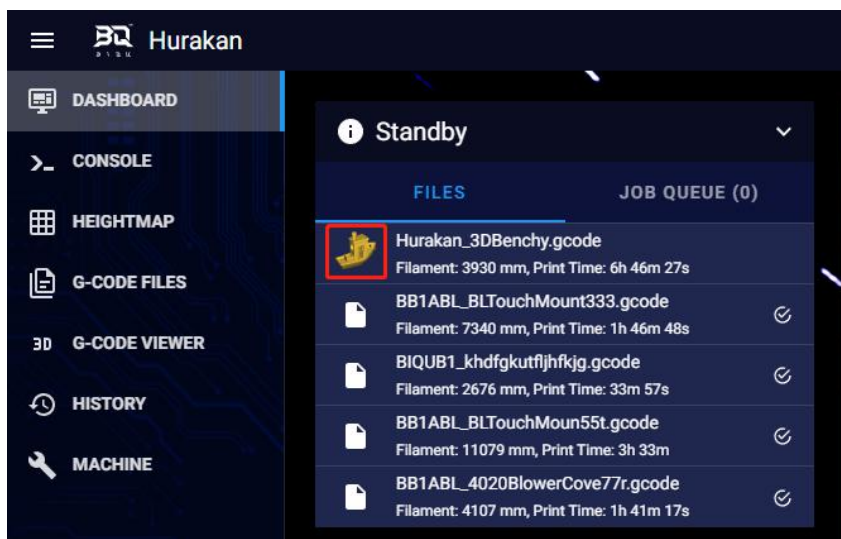 BQ Hurakan
BIQU
DASHBOARD
CONSOLE
HEIGHTMAP
G-CODE FILES
3D G-CODE VIEWER
HISTORY
MACHINE
Standby
FILES JOB QUEUE (0)
Hurakan_3DBenchy.gcode
Filament: 3930 mm, Print Time: 6h 46m 27s
BB1ABL_BLTouchMount333.gcode
Filament: 7340 mm, Print Time: 1h 46m 48s
BIQUB1_khdfgkutfljhfkjg.gcode
Filament: 2676 mm, Print Time: 33m 57s
BB1ABL_BLTouchMoun55t.gcode
Filament: 11079 mm, Print Time: 3h 33m
BB1ABL_4020BlowerCove77r.gcode
Filament: 4107 mm, Print Time: 1h 41m 17s